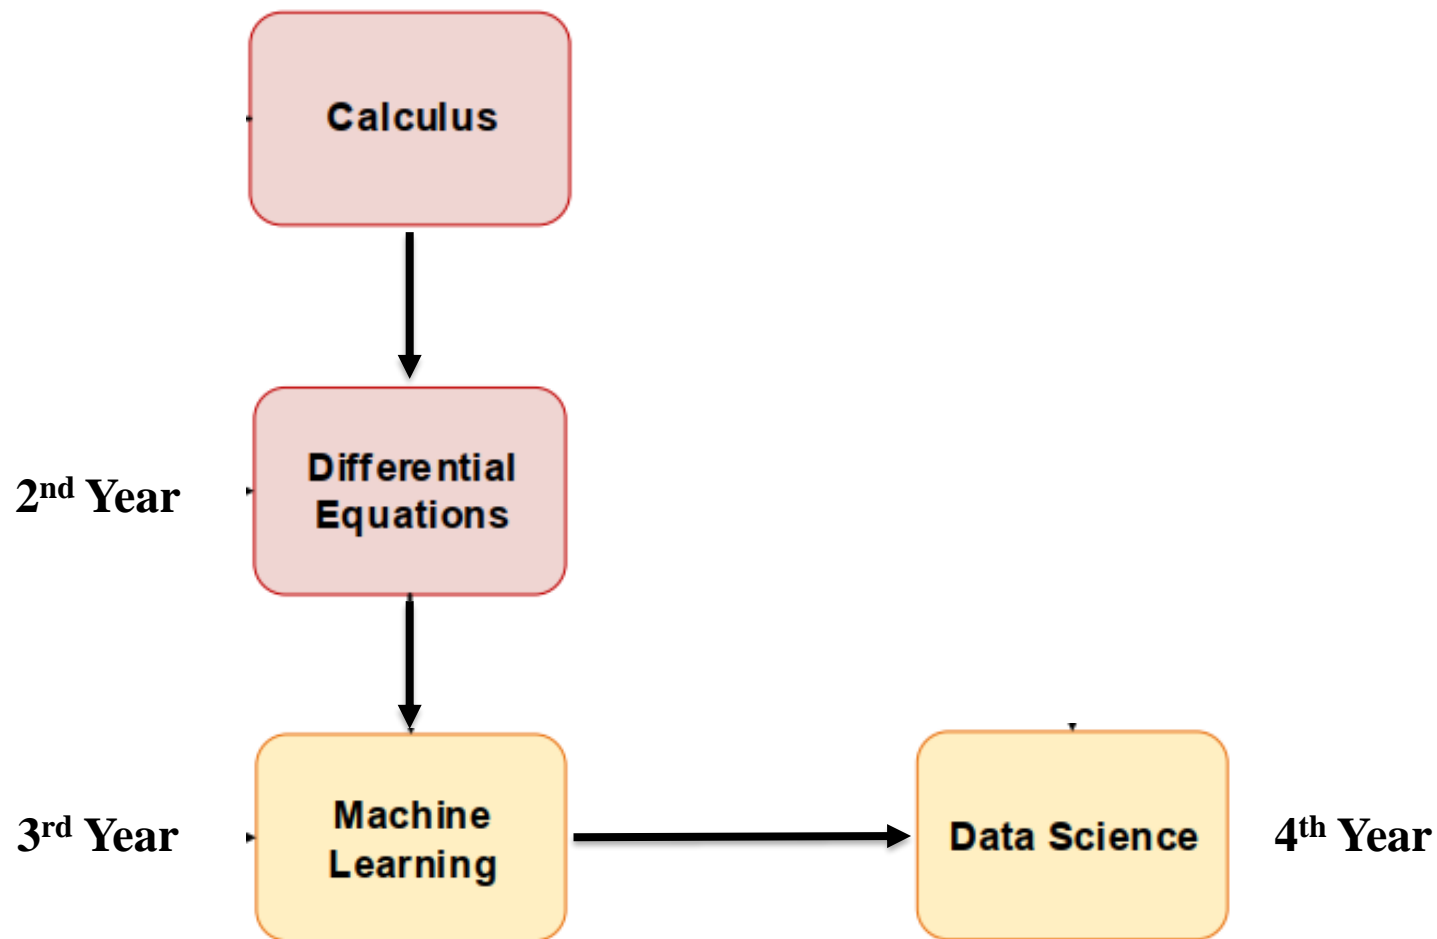 Calculus
2nd Year
Differential
Equations
3rd Year
Machine
Learning
Data Science
4th Year